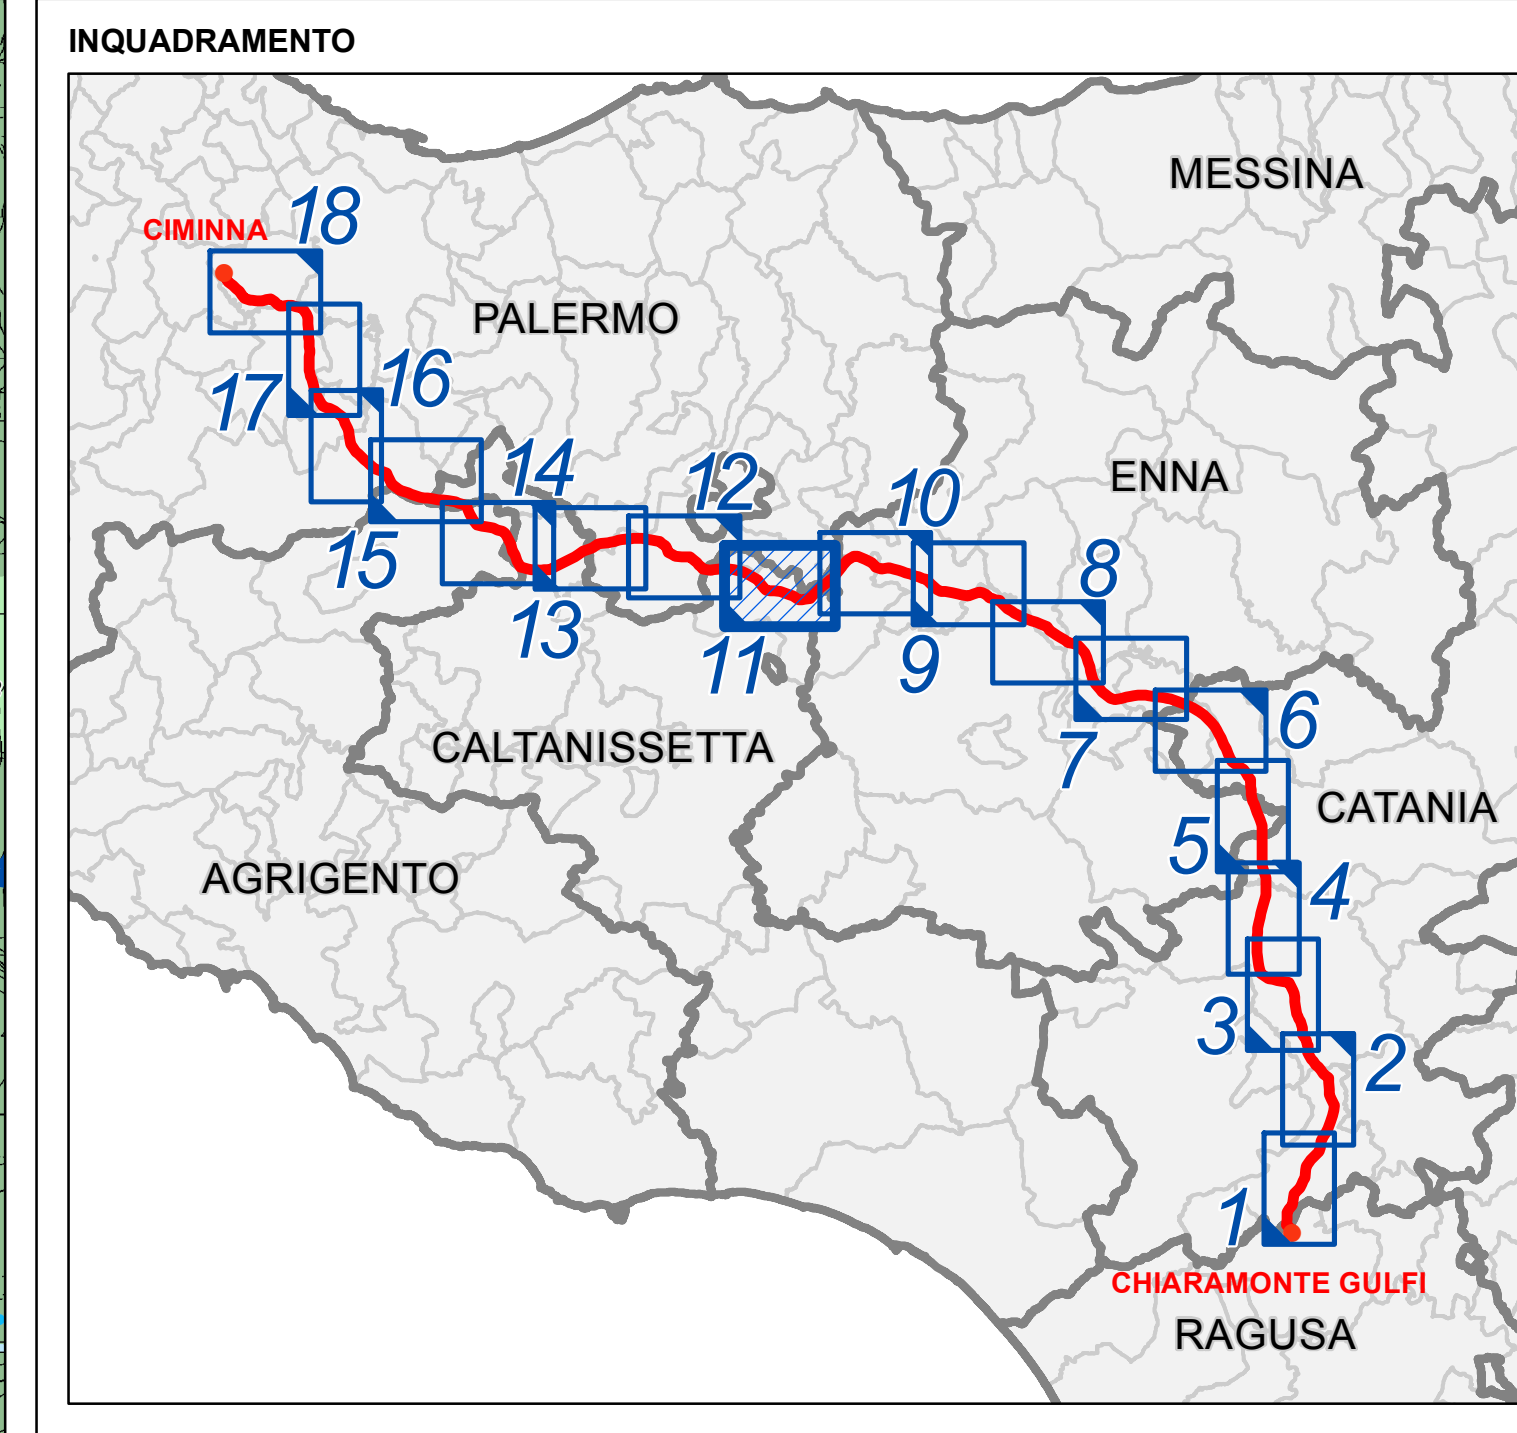 INQUADRAMENTO
MESSINA
18
CIMINNA
PALERMO
16
17
14
12
10
ENNA
15
8
13
11
9
6
CALTANISSETTA
7
CATANIA
5
AGRIGENTO
4
3
2
1
CHIARAMONTE GULFI
RAGUSA